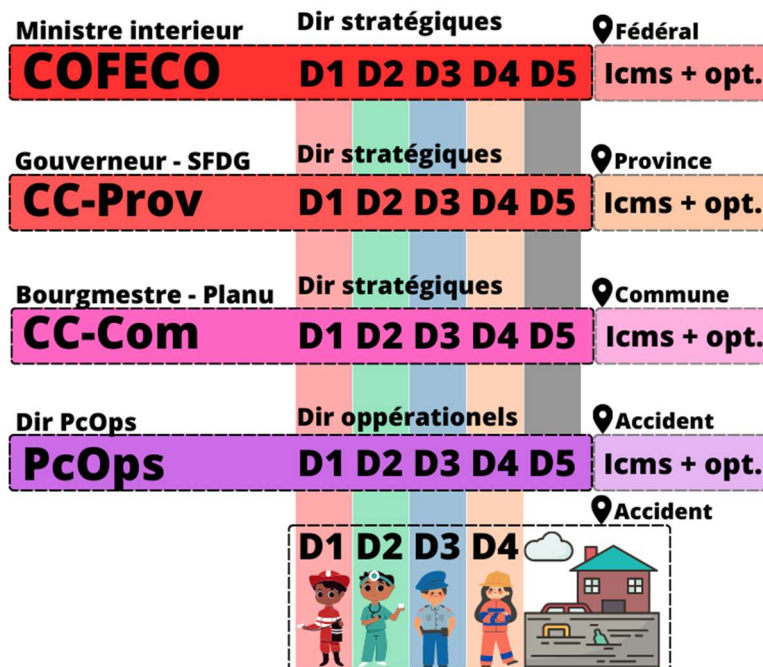 Ministre interieur Dir stratégiques Fédéral
COFECO D1 D2 D3 D4 D5 Icms + opt.
Gouverneur - SFDG Dir stratégiques Province
CC-Prov D1 D2 D3 D4 D5 Icms + opt.
Bourgmestre - Planu Dir stratégiques Commune
CC-Com D1 D2 D3 D4 D5 Icms + opt.
Dir PcOps Dir oppérationels Accident
PcOps D1 D2 D3 D4 D5 Icms + opt.
Accident
D1 D2 D3 D4